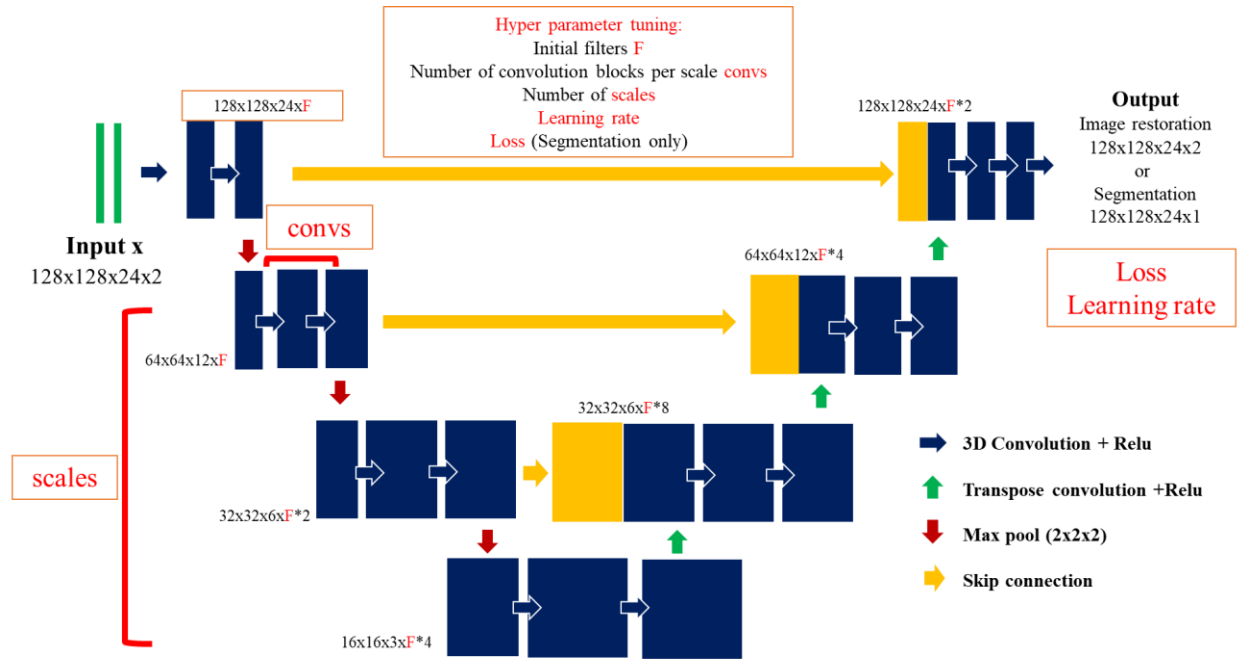 Hyper parameter tuning:
Initial filters F
Number of convolution blocks per scale convs
Number of scales
Learning rate
Loss (Segmentation only)
128x128x24xF
128x128x24xF*2
Output
Image restoration
128x128x24x2
or
Segmentation
128x128x24x1
Input x
128x128x24x2
convs
64x64x12xF
64x64x12xF*4
Loss
Learning rate
scales
32x32x6xF*2
32x32x6xF*8
16x16x3xF*4
3D Convolution + Relu
Transpose convolution +Relu
Max pool (2x2x2)
Skip connection